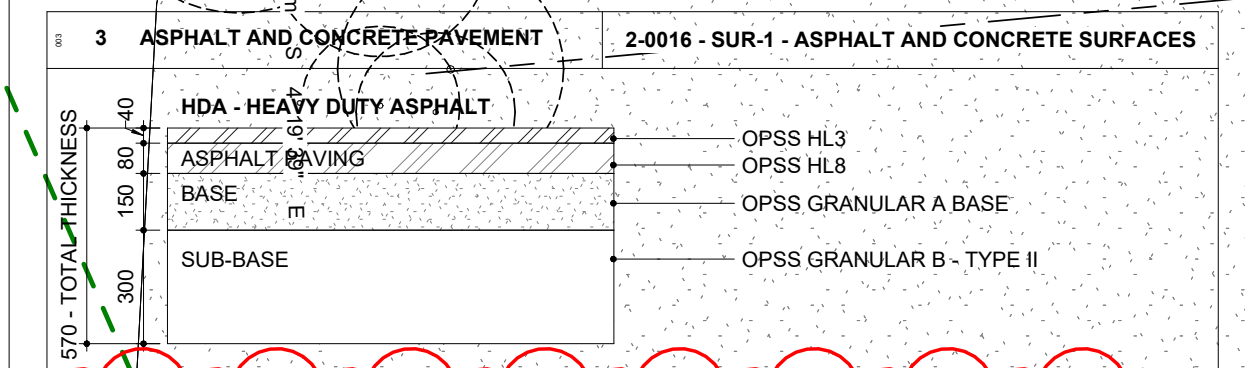 003
3 ASPHALT AND CONCRETE PAVEMENT
2-0016 - SUR-1 - ASPHALT AND CONCRETE SURFACES
HDA - HEAVY DUTY ASPHALT
570 - TOTAL THICKNESS
40
80
150
300
ASPHALT PAVING
BASE
SUB-BASE
OPSS HL3
OPSS HL8
OPSS GRANULAR A BASE
OPSS GRANULAR B - TYPE II
m
S
E